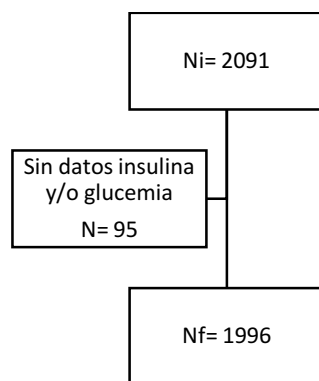 Ni= 2091
Sin datos insulina
y/o glucemia
N= 95
Nf= 1996